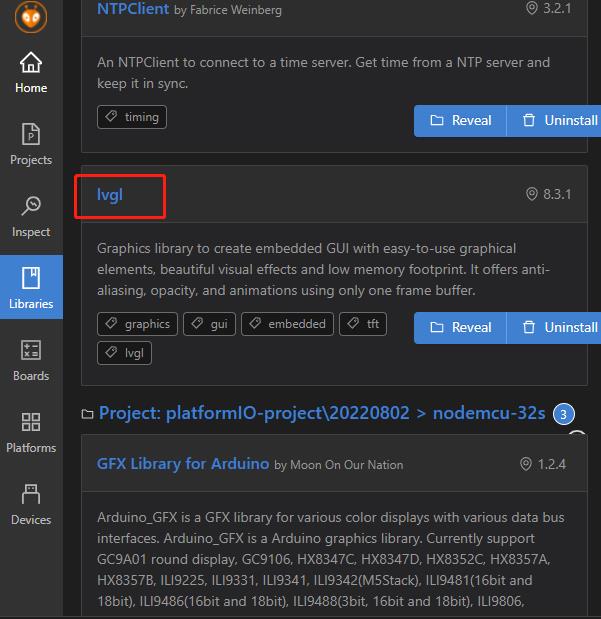 NTPClient by Fabrice Weinberg 3.2.1
Home
An NTPClient to connect to a time server. Get time from a NTP server and
keep it in sync.
timing
Reveal
Uninstall
Projects
lvgl
8.3.1
Inspect
Graphics library to create embedded GUI with easy-to-use graphical
elements, beautiful visual effects and low memory footprint. It offers anti-
aliasing, opacity, and animations using only one frame buffer.
Libraries
graphics
gui
embedded
tft
Reveal
Uninstall
lvgl
Boards
Project: platformIO-project\20220802 > nodemcu-32s 3
Platforms
GFX Library for Arduino by Moon On Our Nation 1.2.4
Devices
Arduino_GFX is a GFX library for various color displays with various data bus
interfaces. Arduino_GFX is a Arduino graphics library. Currently support
GC9A01 round display, GC9106, HX8347C, HX8347D, HX8352C, HX8357A,
HX8357B, ILI9225, ILI9331, ILI9341, ILI9342(M5Stack), ILI9481(16bit and
18bit), ILI9486(16bit and 18bit), ILI9488(3bit, 16bit and 18bit), ILI9806,